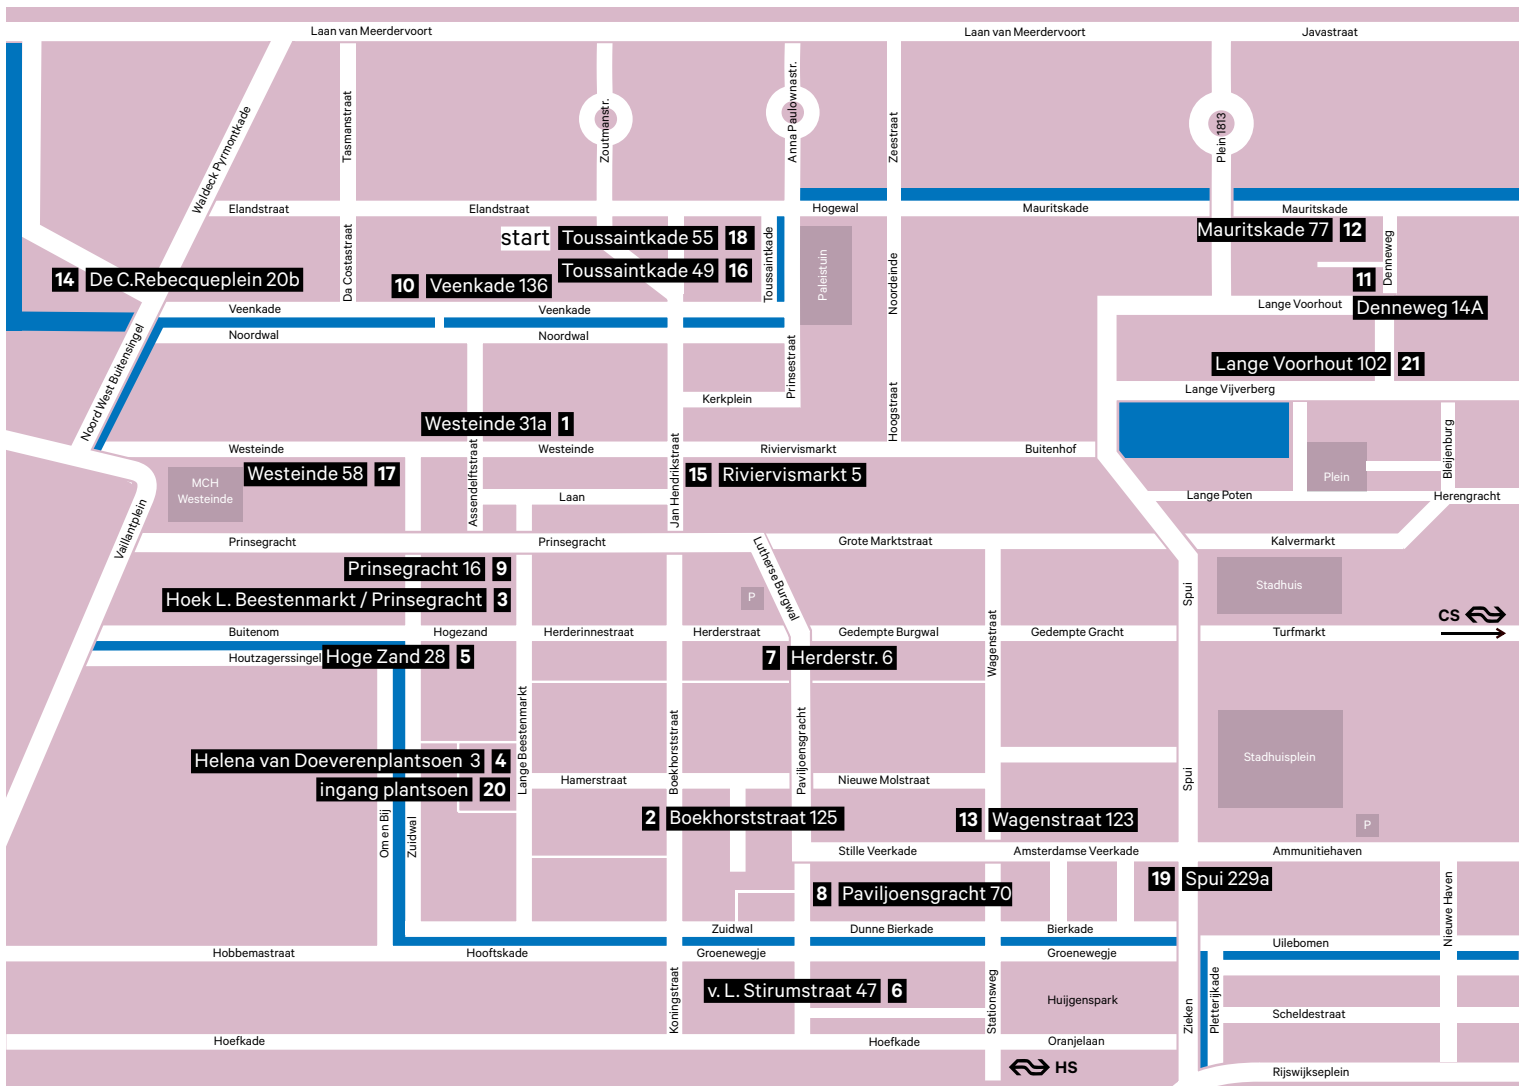 Laan van Meerdervoort
Laan van Meerdervoort
Javastraat
Waldeck Pyrmontkade
Tasmanstraat
Zoutmanstr.
Anna Paulownastr.
Zeestraat
Plein 1813
Elandstraat
Elandstraat
Hogewal
Mauritskade
Mauritskade
Mauritskade 77 12
start Toussaintkade 55 18
Toussaintkade 49 16
Toussaintkade
Da Costastraat
Paleistuin
Noordeinde
Denneweg
14 De C.Rebecqueplein 20b
10 Veenkade 136
11
Denneweg 14A
Lange Voorhout
Veenkade
Veenkade
Noordwal
Noordwal
Noord West Buitensingel
Prinsestraat
Lange Voorhout 102 21
Lange Vijverberg
Kerkplein
Hoogstraat
Westeinde 31a 1
Westeinde
Westeinde
Riviervismarkt
Buitenhof
Bleijenburg
Assendelftstraat
Jan Hendrikstraat
MCH
Westeinde
Westeinde 58 17
15 Riviervismarkt 5
Plein
Laan
Lange Poten
Herengracht
Vaillantplein
Prinsegracht
Prinsegracht
Grote Marktstraat
Kalvermarkt
Lutherse Burgwal
Prinsegracht 16 9
Hoek L. Beestenmarkt / Prinsegracht 3
P
Spui
Stadhuis
CS
Buitenom
Hogezand
Herderinnestraat
Herderstraat
Gedempte Burgwal
Gedempte Gracht
Turfmarkt
Wagenstraat
Houtzagerssingel
Hoge Zand 28 5
7 Herderstr. 6
Lange Beestenmarkt
Boekhorststraat
Paviljoensgracht
Helena van Doeverenplantsoen 3 4
ingang plantsoen 20
Hamerstraat
Nieuwe Molstraat
Spui
Stadhuisplein
Om en Bij
Zuidwal
2 Boekhorststraat 125
13 Wagenstraat 123
P
Stille Veerkade
Amsterdamse Veerkade
Ammunitiehaven
19 Spui 229a
8 Paviljoensgracht 70
Nieuwe Haven
Zuidwal
Dunne Bierkade
Bierkade
Uilebomen
Hobbemastraat
Hooftskade
Groenewegje
Groenewegje
v. L. Stirumstraat 47 6
Koningstraat
Stationsweg
Huijgenspark
Zieken
Pletterijkade
Scheldestraat
Hoefkade
Hoefkade
Oranjelaan
HS
Rijswijkseplein